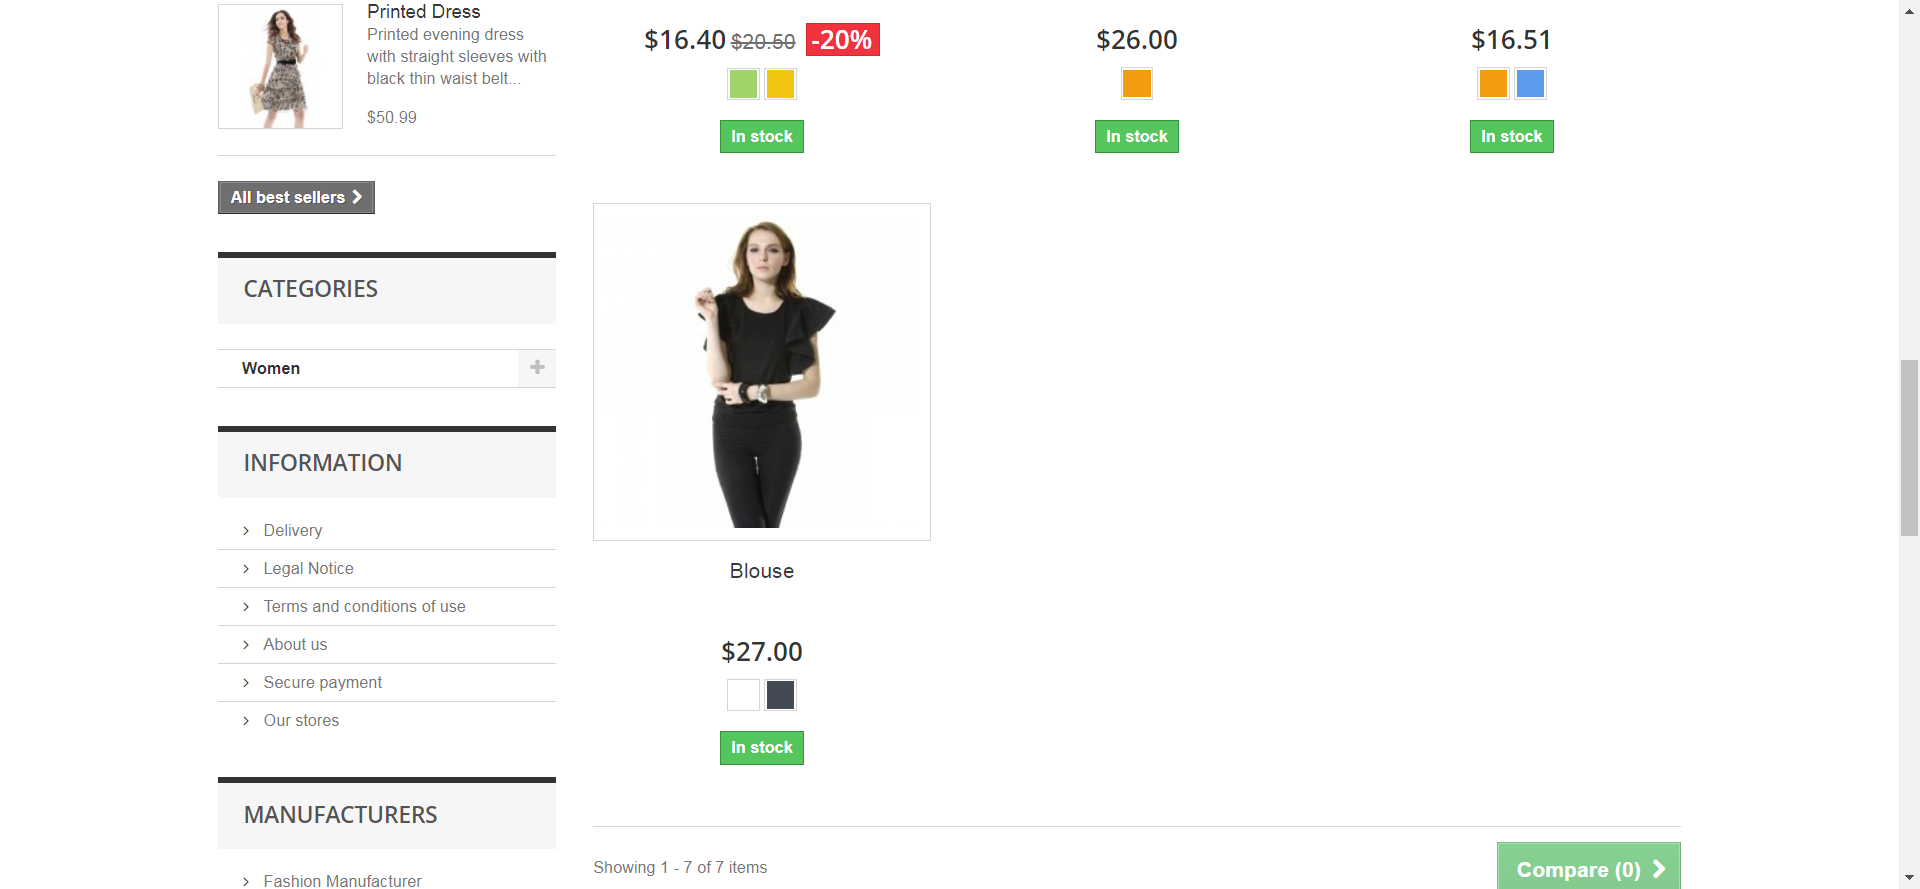 Printed Dress
Printed evening dress
with straight sleeves with
black thin waist belt...
$50.99
All best sellers
CATEGORIES
Women
INFORMATION
Delivery
Legal Notice
Terms and conditions of use
About us
Secure payment
Our stores
MANUFACTURERS
Fashion Manufacturer
$16.40 $20.50 -20%
In stock
$26.00
In stock
$16.51
In stock
Blouse
$27.00
In stock
Showing 1 - 7 of 7 items
Compare (0)